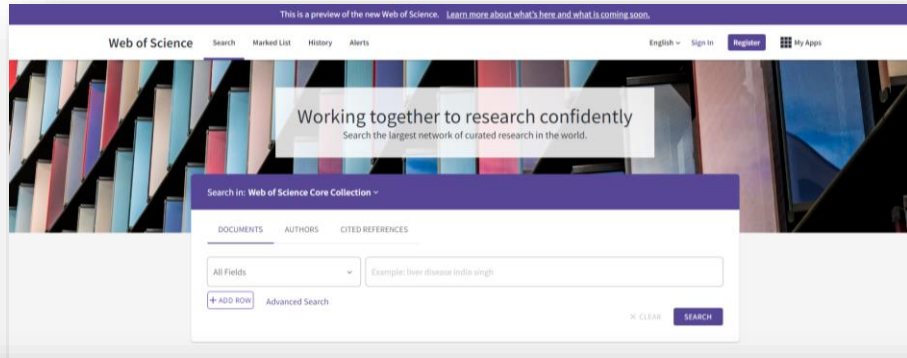 This is a preview of the new Web of Science. Learn more about what's here and what is coming soon.
Web of Science Search Marked List History Alerts English Sign In Register My Apps
Working together to research confidently
Search the largest network of curated research in the world.
Search in: Web of Science Core Collection
DOCUMENTS AUTHORS CITED REFERENCES
All Fields Example: liver disease india singh
+ ADD ROW Advanced Search
× CLEAR SEARCH